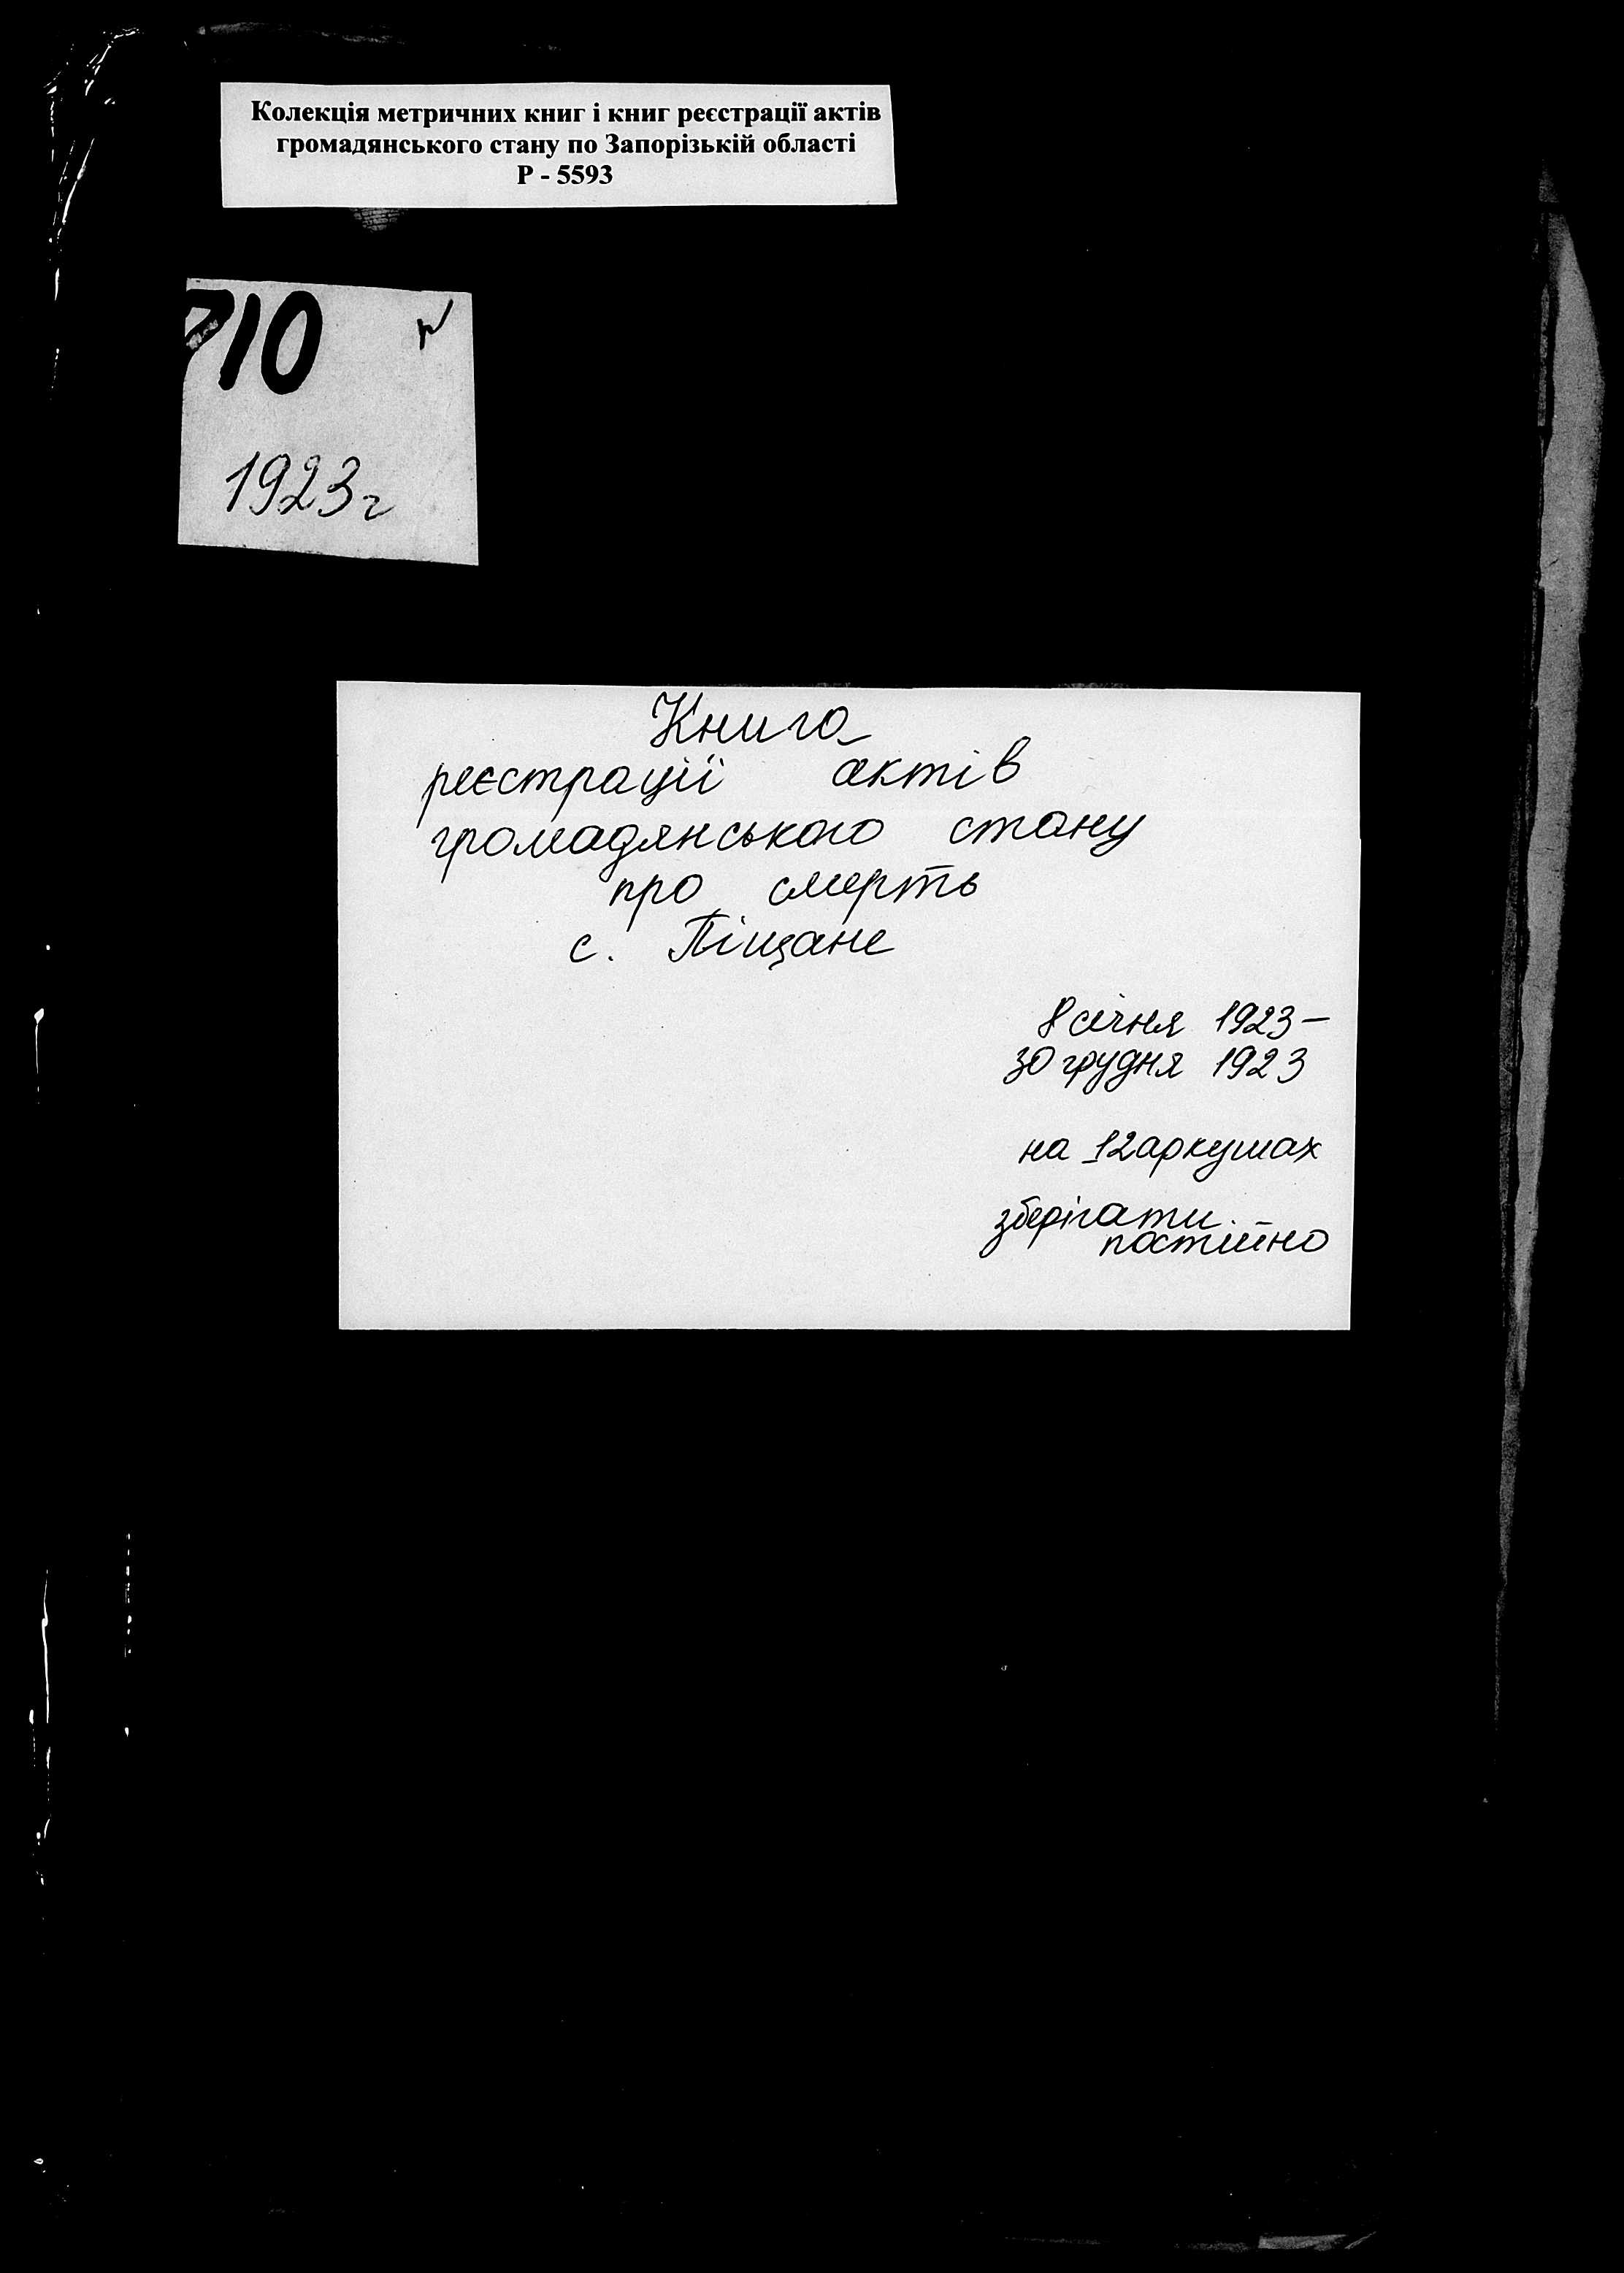 Колекція метричних книг і книг реєстрації актів
громадянського стану по Запорізькій області
Р - 5593
710
1923г
Книга
реєстрації актів
громадянського стану
про смерть
с. Піщане
8 січня 1923 –
30 грудня 1923
на 12 аркушах
зберігати
постійно